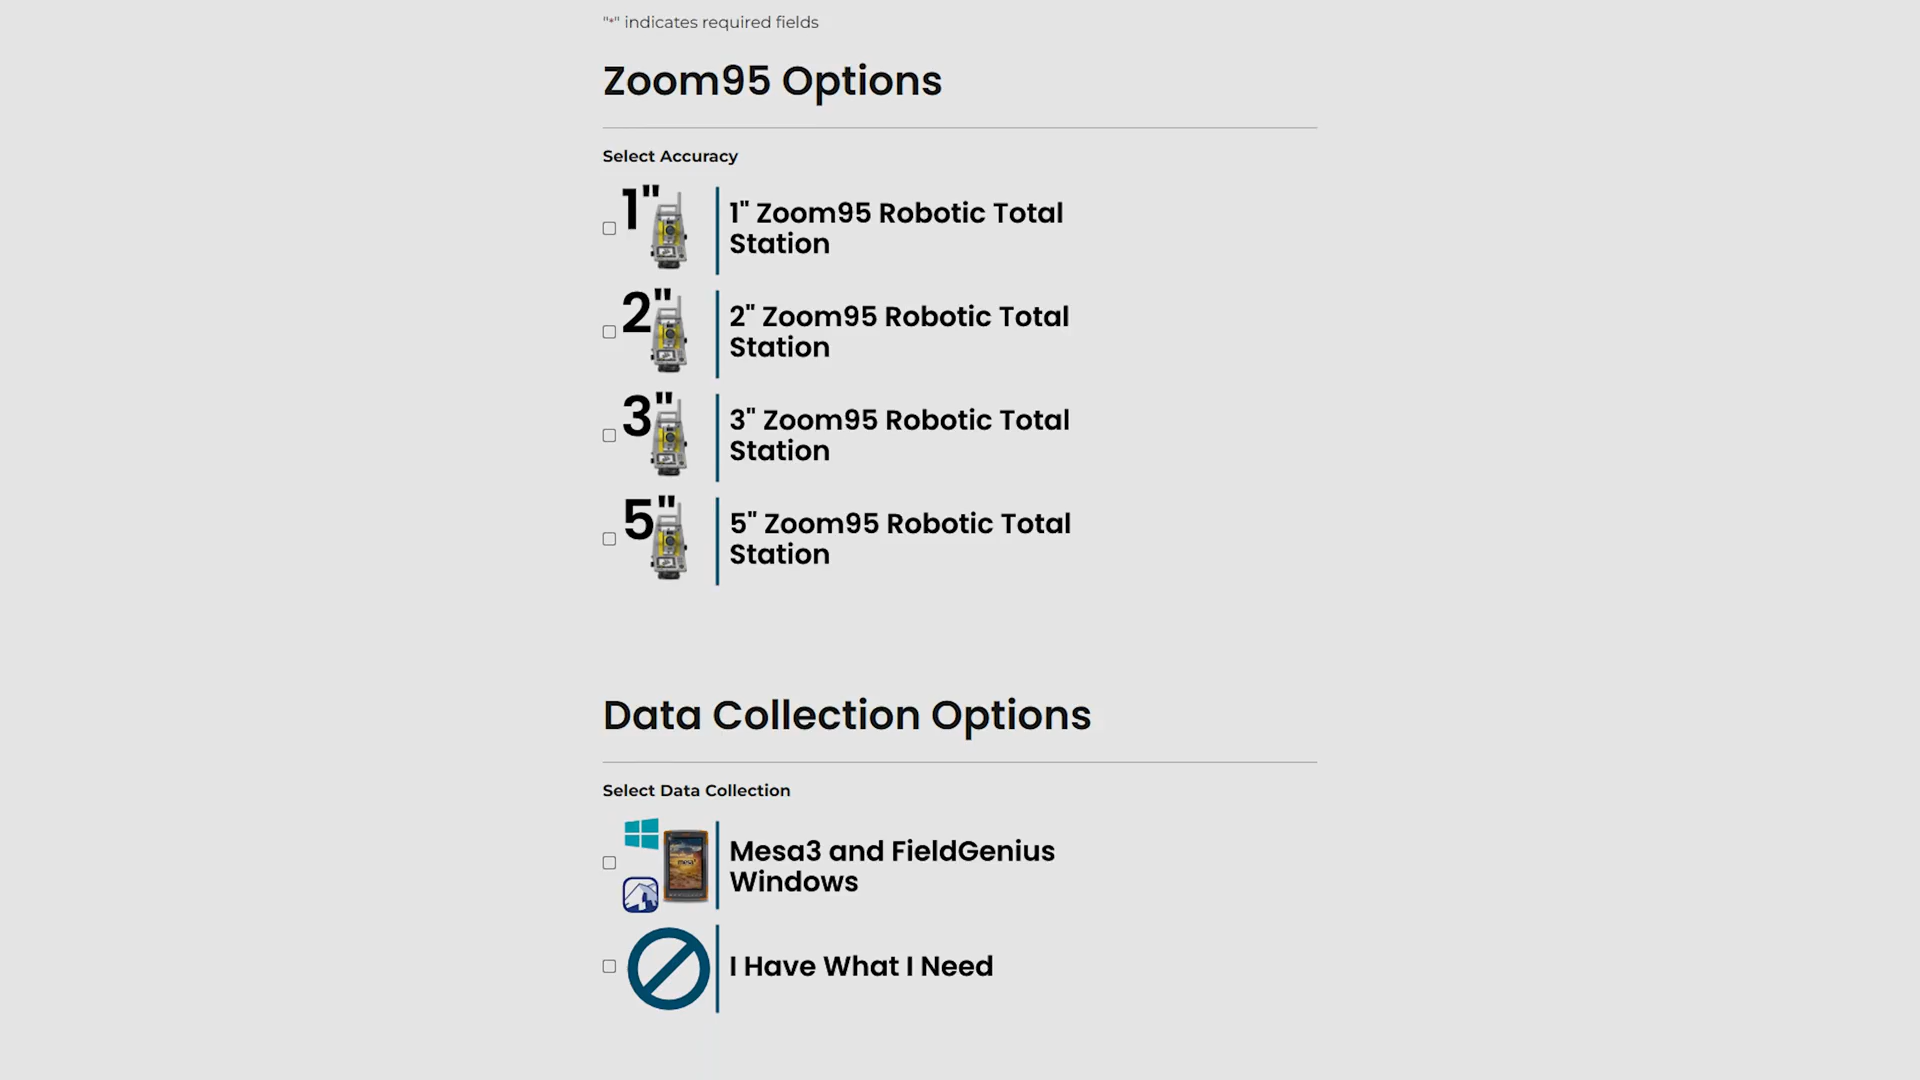 "*" indicates required fields
Zoom95 Options
Select Accuracy
1"
1" Zoom95 Robotic Total
Station
2"
2" Zoom95 Robotic Total
Station
3"
3" Zoom95 Robotic Total
Station
5"
5" Zoom95 Robotic Total
Station
Data Collection Options
Select Data Collection
mesa3
Mesa3 and FieldGenius
Windows
I Have What I Need